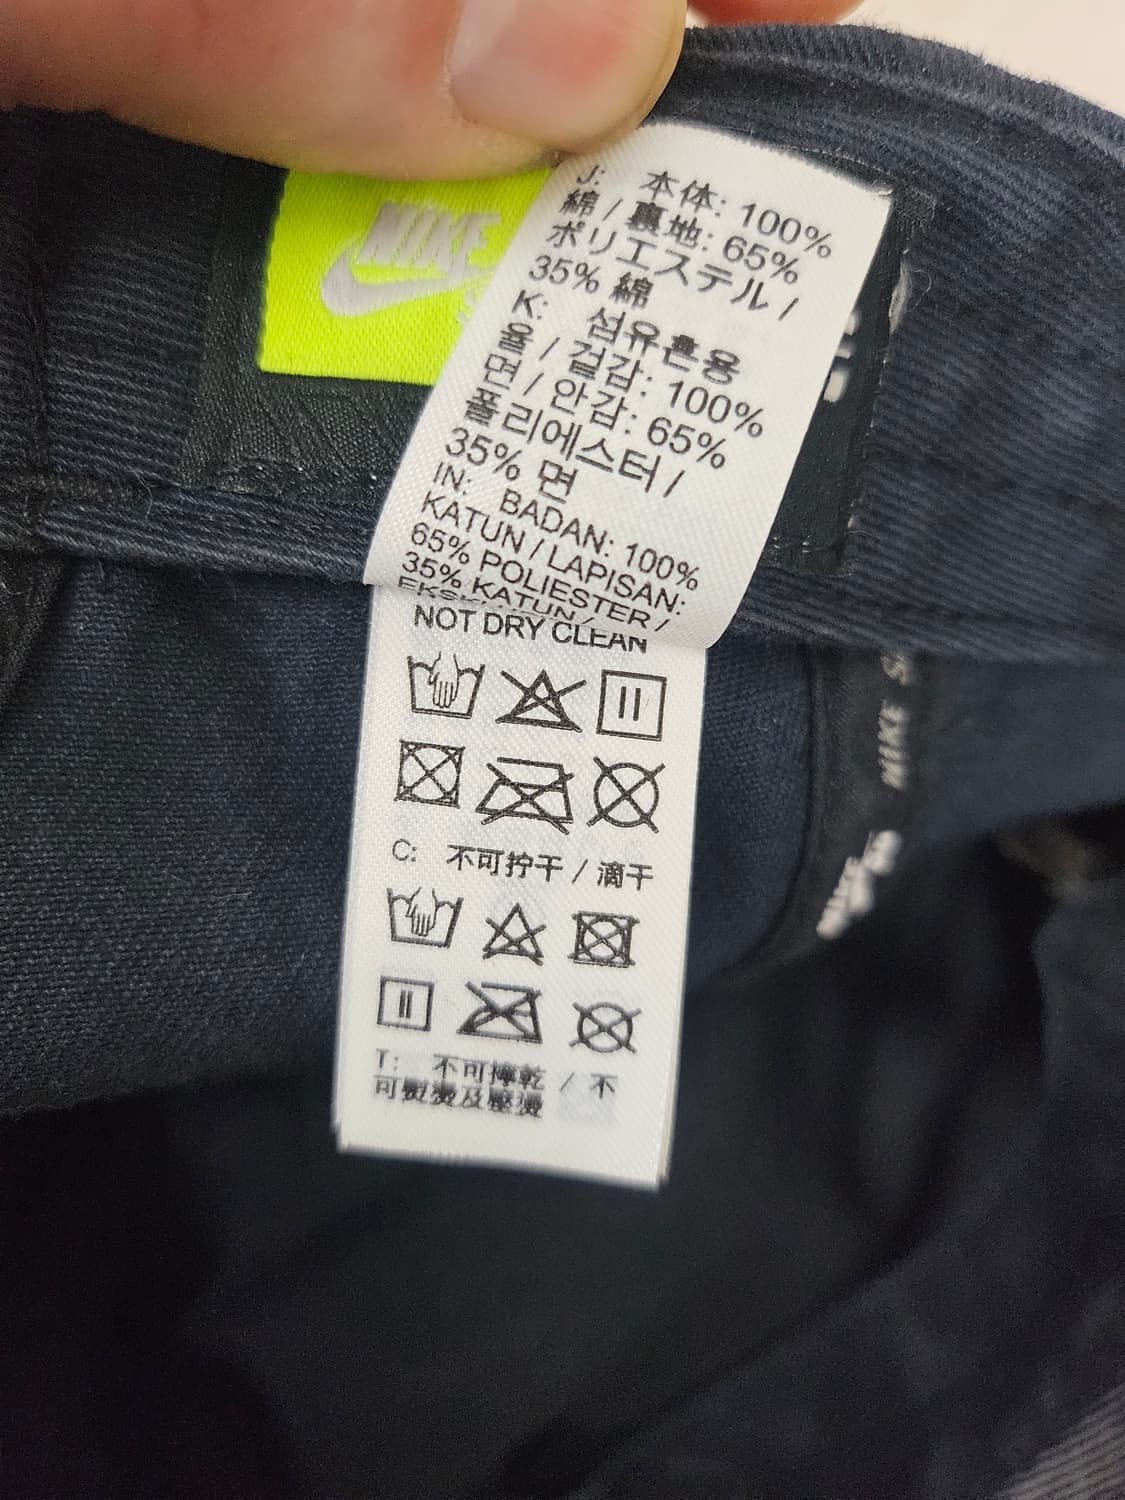 NIKE
J: 本体: 100%
綿 / 裏地: 65%
ポリエステル /
35% 綿
K: 섬유혼용
율 / 겉감: 100%
면 / 안감: 65%
폴리에스터 /
35% 면
IN: BADAN: 100%
KATUN / LAPISAN:
65% POLIESTER /
35% KATUN /
NOT DRY CLEAN
C: 不可拧干 / 滴干
T: 不可擰乾 / 不
可熨燙及壓燙
NIKE
NIKE